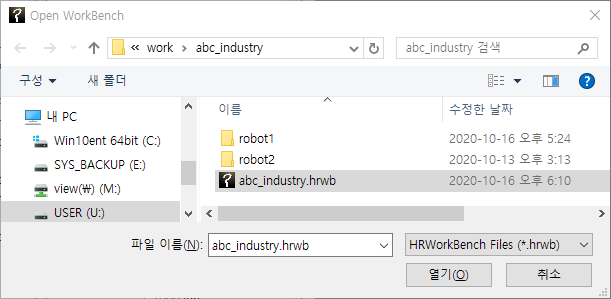 Open WorkBench
« work › abc_industry
abc_industry 검색
구성 새 폴더
이름 수정한 날짜
내 PC
Win10ent 64bit (C:)
SYS_BACKUP (E:)
view(\) (M:)
USER (U:)
robot1 2020-10-16 오후 5:24
robot2 2020-10-13 오후 3:13
abc_industry.hrwb 2020-10-16 오후 6:10
파일 이름(N): abc_industry.hrwb HRWorkBench Files (*.hrwb)
열기(O) 취소